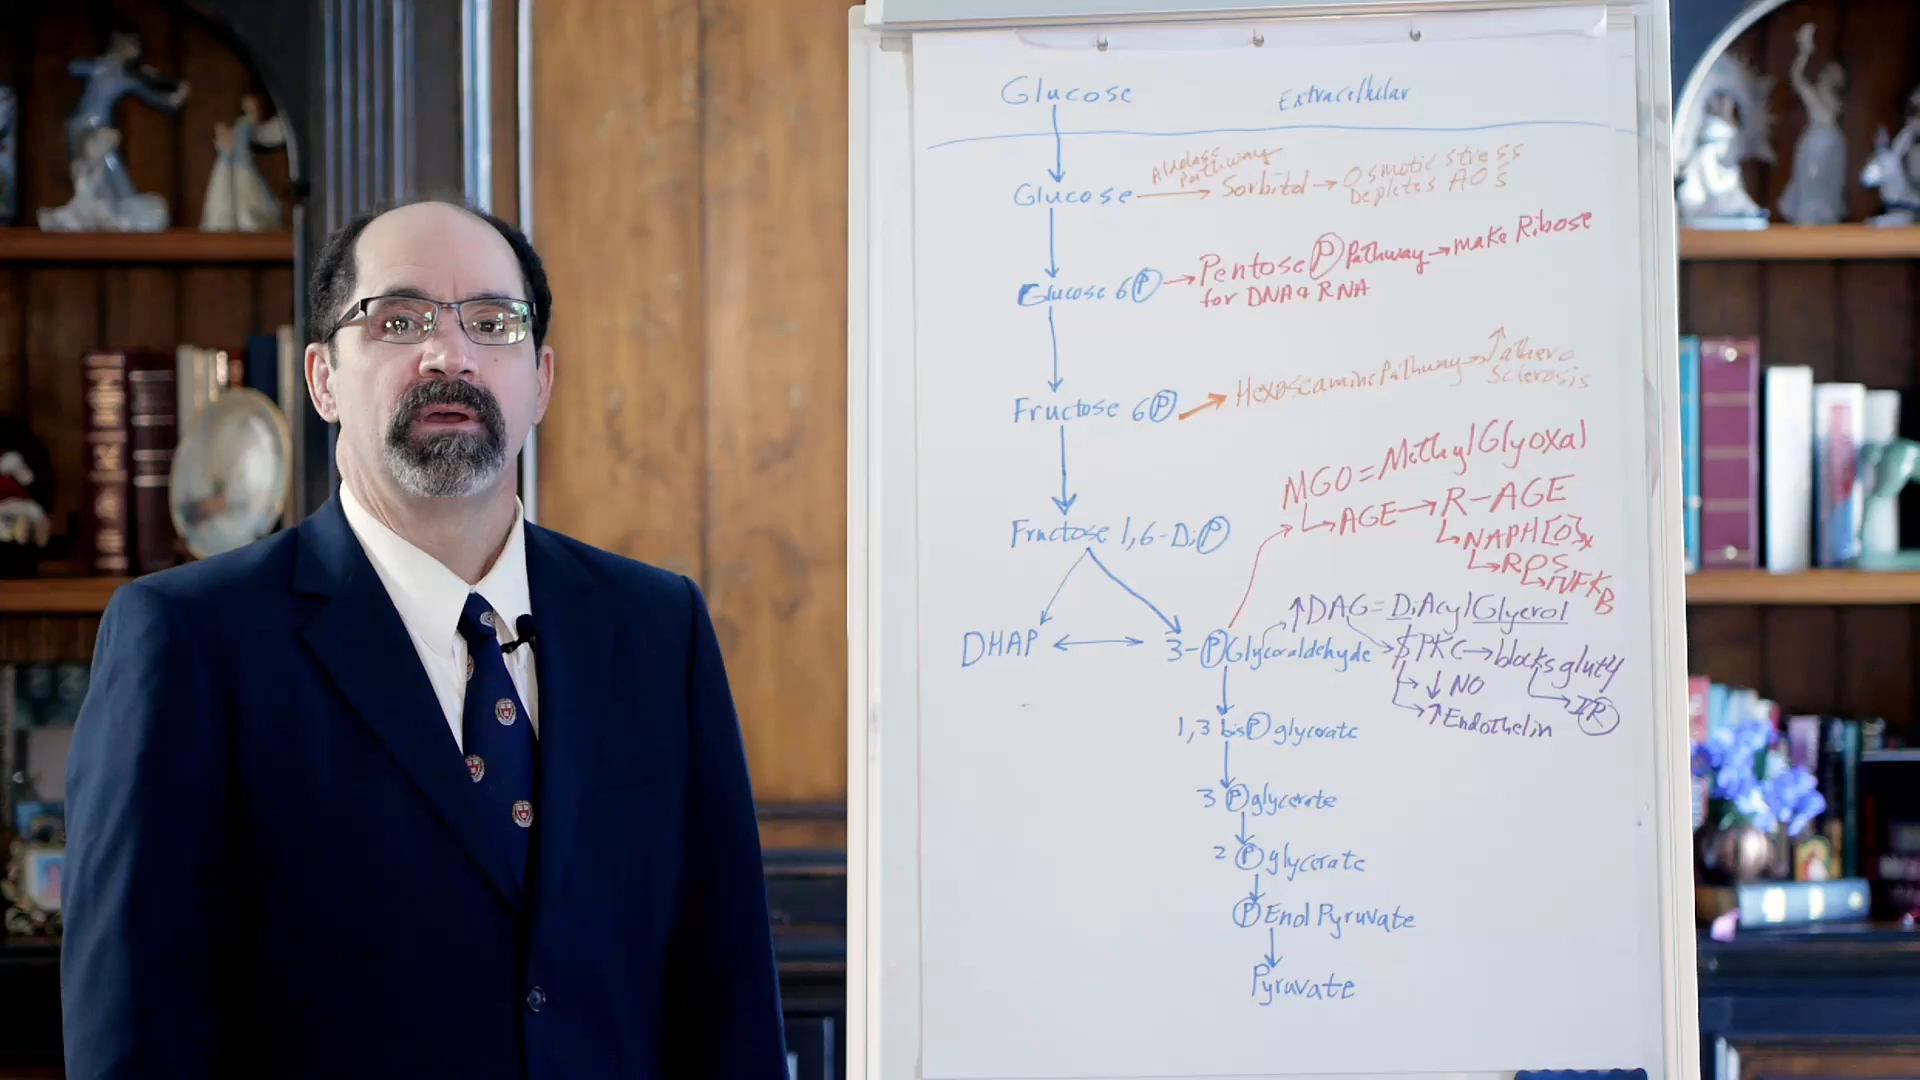 Glucose
Extracellular
Aldose
Pathway
Glucose → Sorbitol → Osmotic Stress
Depletes AOS
Glucose 6 P → Pentose P Pathway → make Ribose
for DNA & RNA
Fructose 6 P → Hexoseamine Pathway → ↑ athero
Sclerosis
MGO = Methyl Glyoxal
↳ AGE → R-AGE
↳ NAPH[O]x
↳ ROS
↳ NFK
B
Fructose 1,6-Di P
↑ DAG = DiAcyl Glycerol
DHAP ↔ 3- P Glyceraldehyde
PKC → blocks glut4
↳ ↓ NO
↳ IR
↳ ↑ Endothelin
1,3 bis P glycerate
3 P glycerate
2 P glycerate
P Enol Pyruvate
Pyruvate